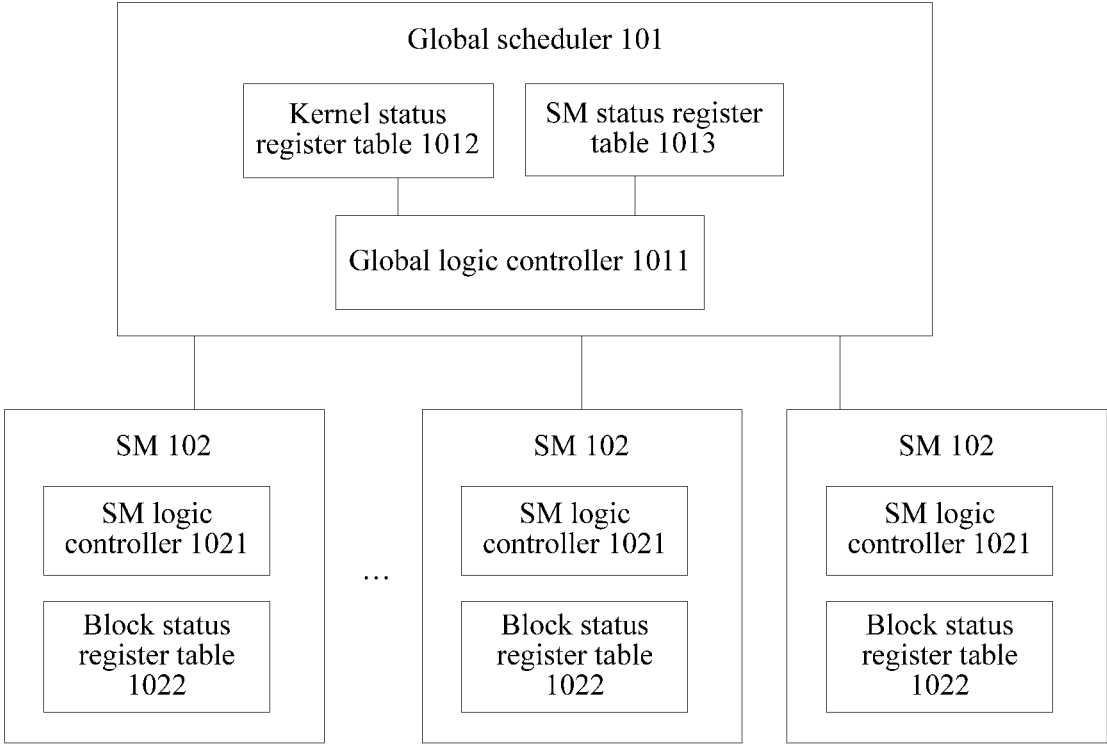 Global scheduler 101
Kernel status
register table 1012
SM status register
table 1013
Global logic controller 1011
SM 102
SM logic
controller 1021
Block status
register table
1022
...
SM 102
SM logic
controller 1021
Block status
register table
1022
SM 102
SM logic
controller 1021
Block status
register table
1022